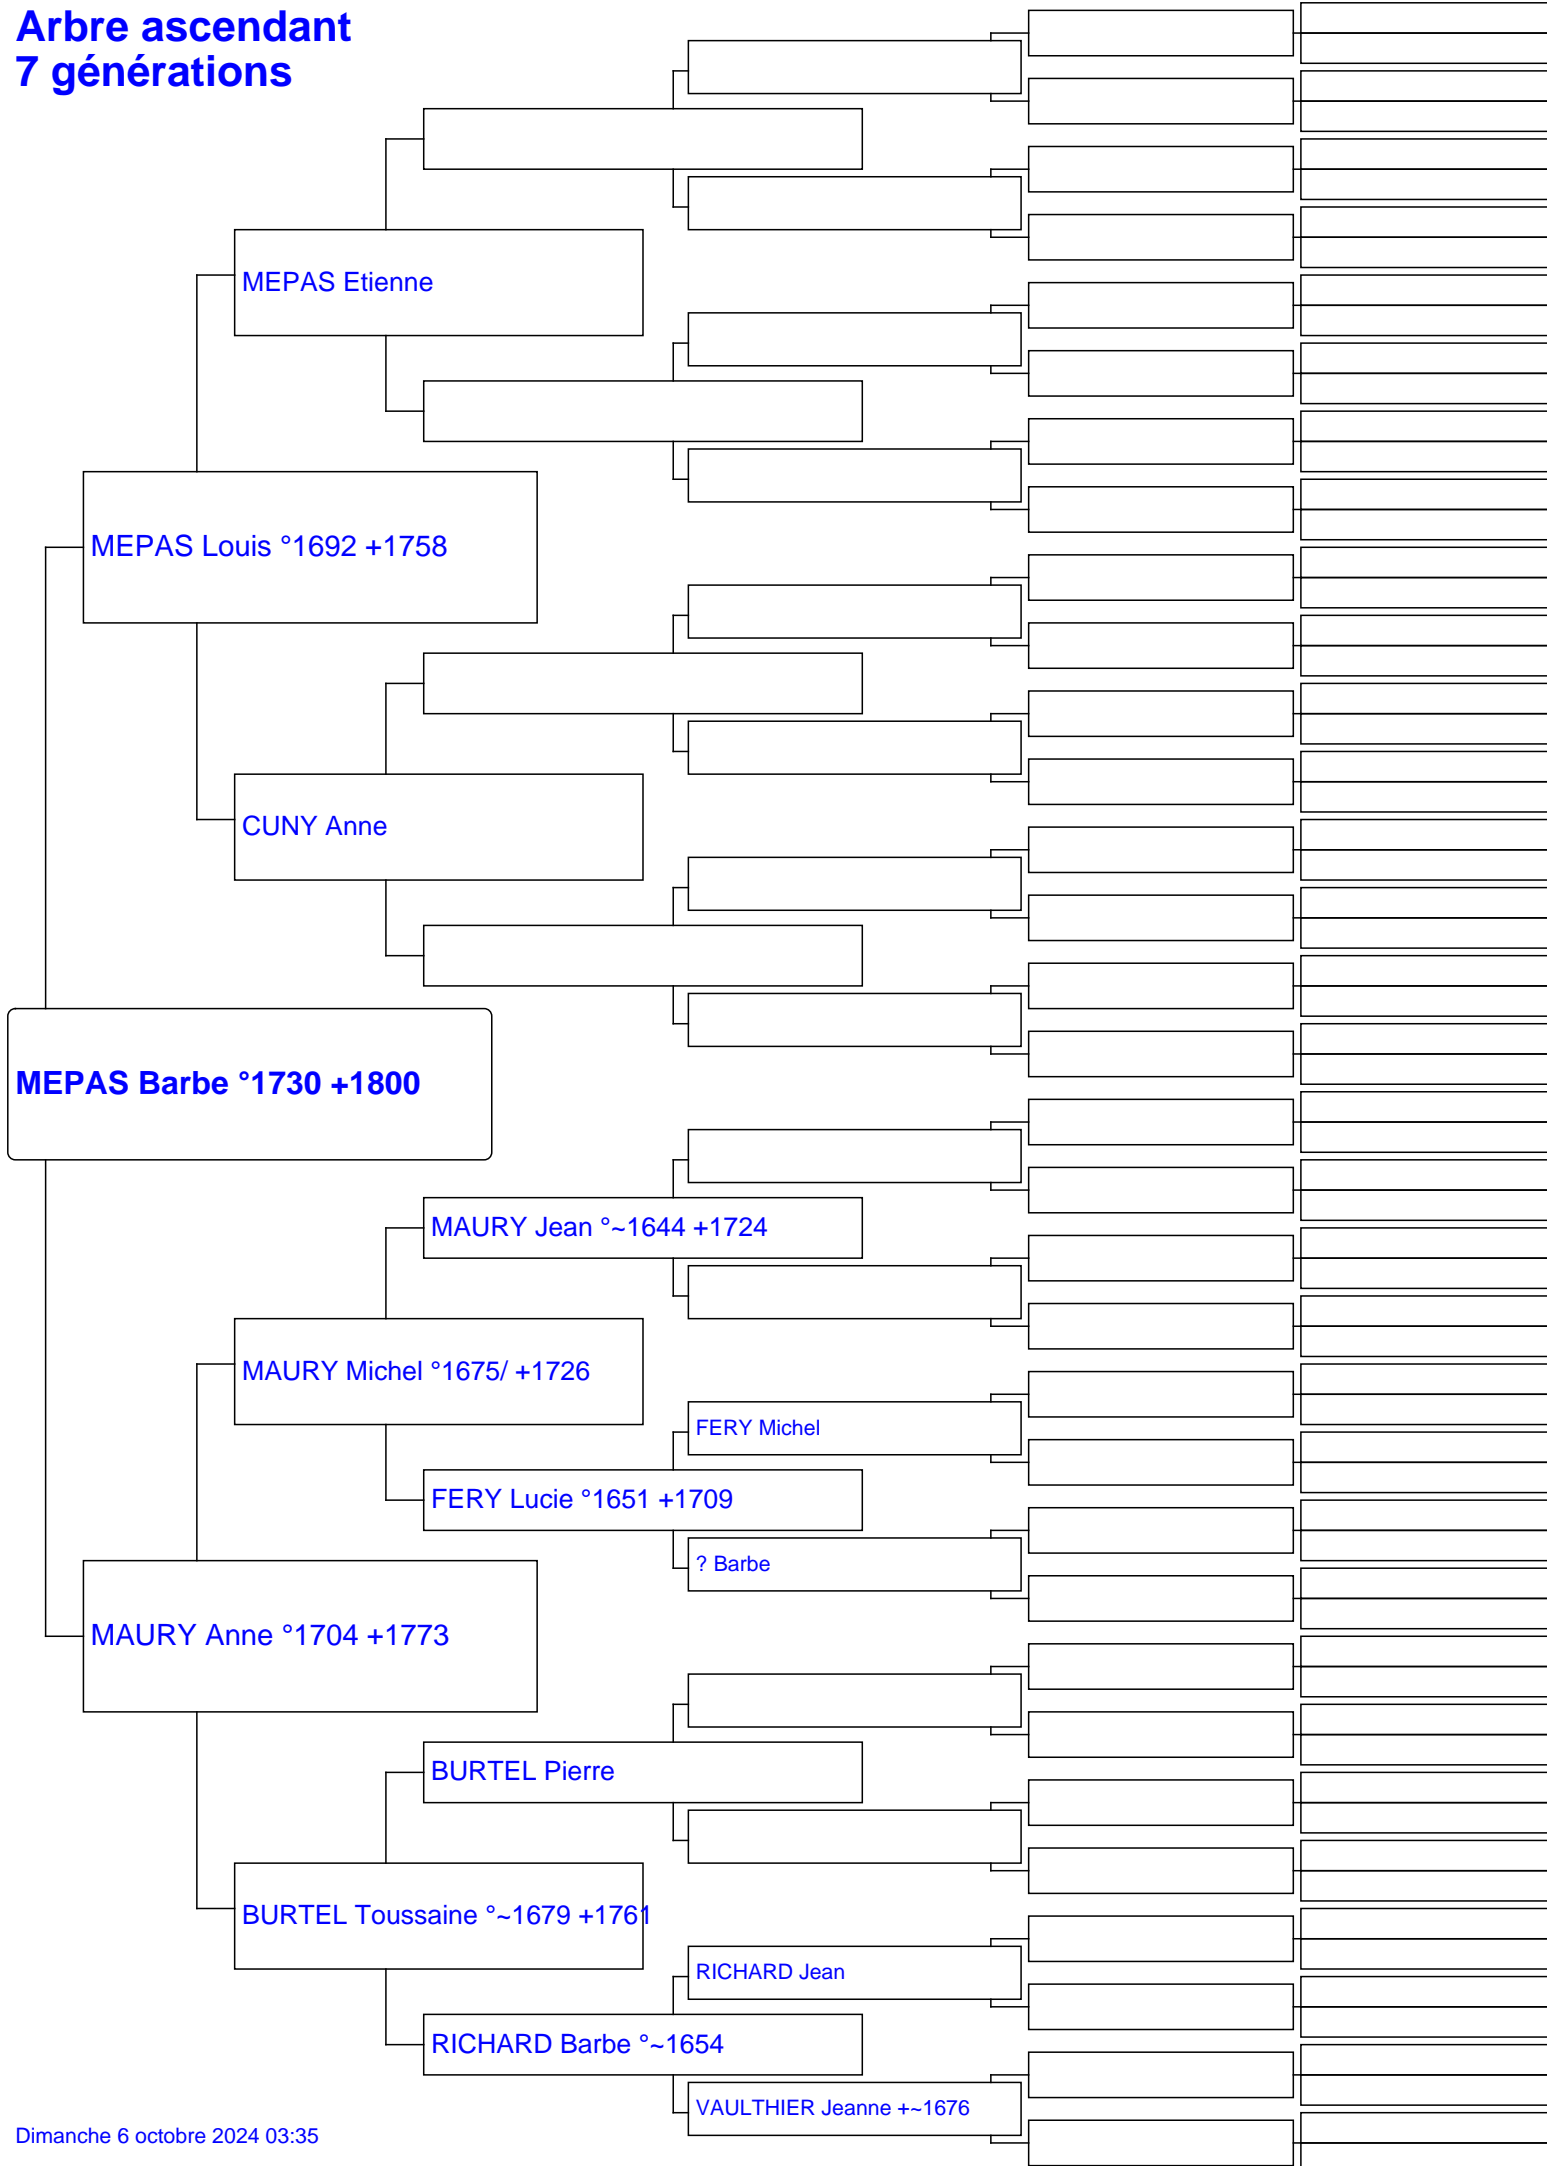 Arbre ascendant
7 générations
MEPAS Etienne
MEPAS Louis °1692 +1758
CUNY Anne
MEPAS Barbe °1730 +1800
MAURY Jean °~1644 +1724
MAURY Michel °1675/ +1726
FERY Michel
FERY Lucie °1651 +1709
? Barbe
MAURY Anne °1704 +1773
BURTEL Pierre
BURTEL Toussaine °~1679 +1761
RICHARD Jean
RICHARD Barbe °~1654
VAULTHIER Jeanne +~1676
Dimanche 6 octobre 2024 03:35